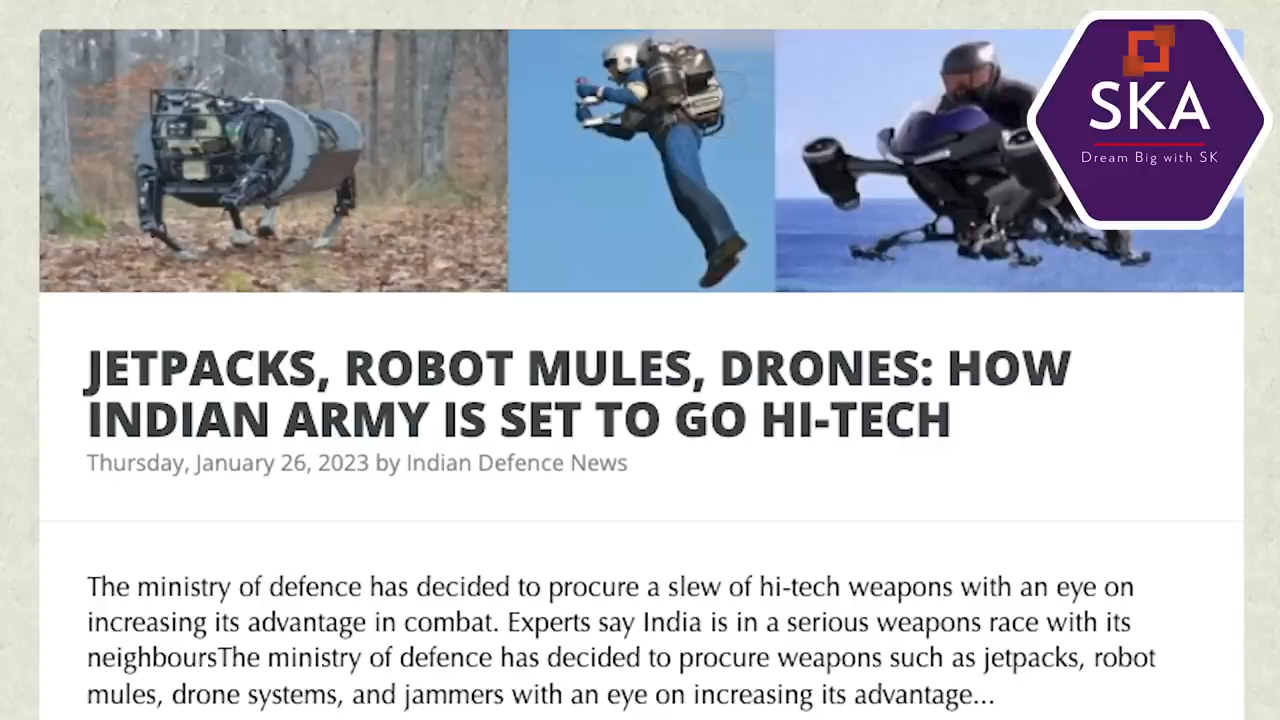 SKA
Dream Big with SK
JETPACKS, ROBOT MULES, DRONES: HOW
INDIAN ARMY IS SET TO GO HI-TECH
Thursday, January 26, 2023 by Indian Defence News
The ministry of defence has decided to procure a slew of hi-tech weapons with an eye on
increasing its advantage in combat. Experts say India is in a serious weapons race with its
neighboursThe ministry of defence has decided to procure weapons such as jetpacks, robot
mules, drone systems, and jammers with an eye on increasing its advantage...